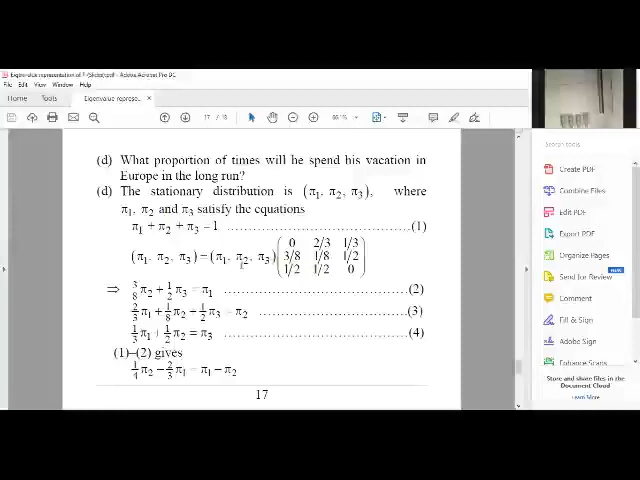 Eigenvalue representation of P (Slides).pdf - Adobe Acrobat Pro DC
File Edit View Window Help
Home Tools Eigenvalue represe... ×
17 / 18
(d) What proportion of times will he spend his vacation in
Europe in the long run?
(d) The stationary distribution is (π₁, π₂, π₃), where
π₁, π₂ and π₃ satisfy the equations
π₁ + π₂ + π₃ = 1 ........................................ (1)
(π₁, π₂, π₃) = (π₁, π₂, π₃) ( 0 2/3 1/3
3/8 1/8 1/2
1/2 1/2 0 )
⇒ 3/8 π₂ + 1/2 π₃ = π₁ ........................................ (2)
2/3 π₁ + 1/8 π₂ + 1/2 π₃ = π₂ ........................................ (3)
1/3 π₁ + 1/2 π₂ = π₃ ........................................ (4)
(1)–(2) gives
1/4 π₂ − 2/3 π₁ = π₁ − π₂
17
Search tools
Create PDF
Combine Files
Edit PDF
Export PDF
Organize Pages
NEW
Send for Review
Comment
Fill & Sign
Adobe Sign
Enhance Scans
Store and share files in the
Document Cloud
Learn More